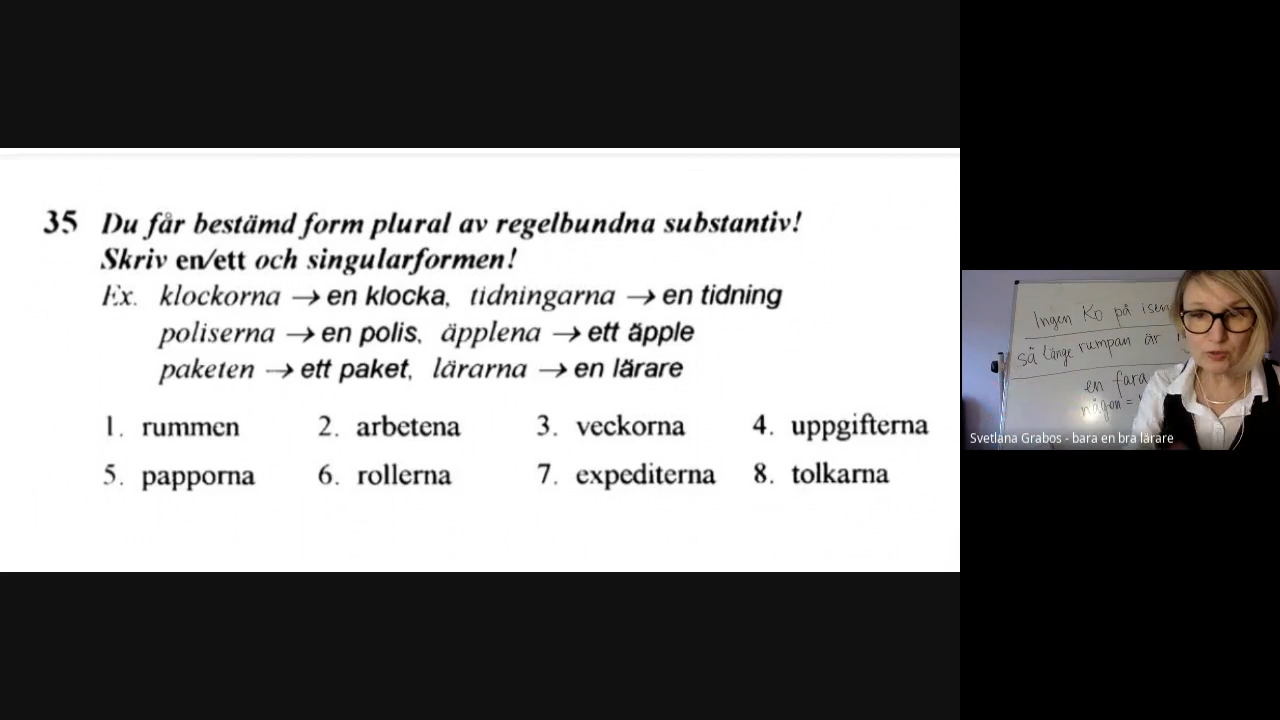 35 Du får bestämd form plural av regelbundna substantiv!
Skriv en/ett och singularformen!
Ex. klockorna → en klocka, tidningarna → en tidning
poliserna → en polis, äpplena → ett äpple
paketen → ett paket, lärarna → en lärare
1. rummen 2. arbetena 3. veckorna 4. uppgifterna
5. papporna 6. rollerna 7. expediterna 8. tolkarna
Ingen Ko på isen
så länge rumpan är
en fara
någon =
Svetlana Grabos - bara en bra lärare